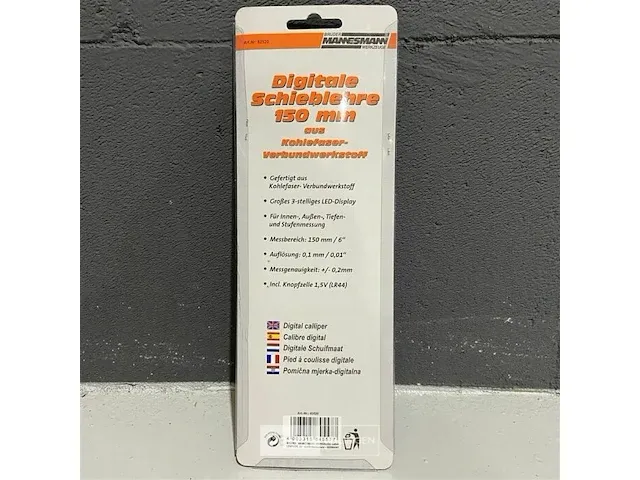 BRÜDER
MANNESMANN
WERKZEUGE
Digitale
Schieblehre
150 mm
aus
Kohlefaser-
Verbundwerkstoff
• Gefertigt aus
Kohlefaser- Verbundwerkstoff
• Großes 3-stelliges LED-Display
• Für Innen-, Außen-, Tiefen-
und Stufenmessung
• Messbereich: 150 mm / 6"
• Auflösung: 0,1 mm / 0,01"
• Messgenauigkeit: +/- 0,2mm
• Incl. Knopfzelle 1,5V (LR44)
Digital calliper
Calibre digital
Digitale Schuifmaat
Pied à coulisse digitale
Pomična mjerka-digitalna